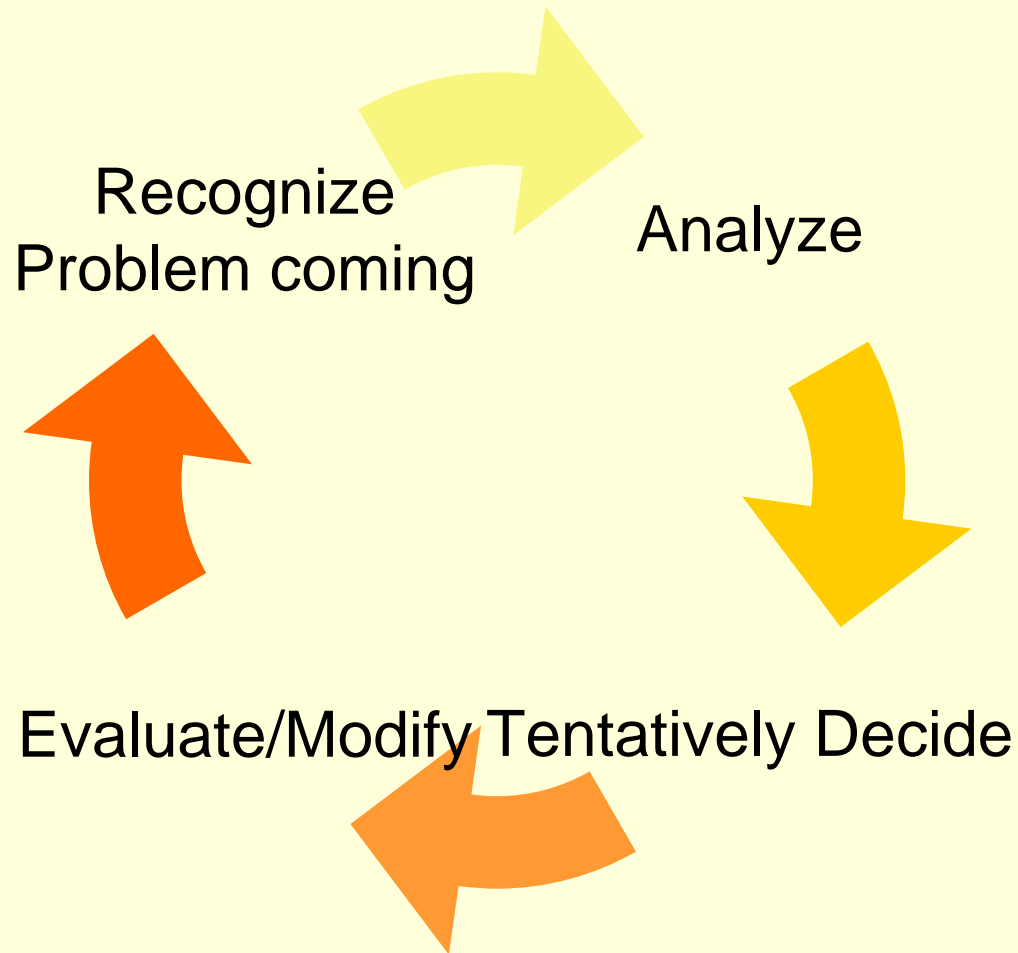 Recognize
Problem coming
Analyze
Evaluate/Modify
Tentatively Decide